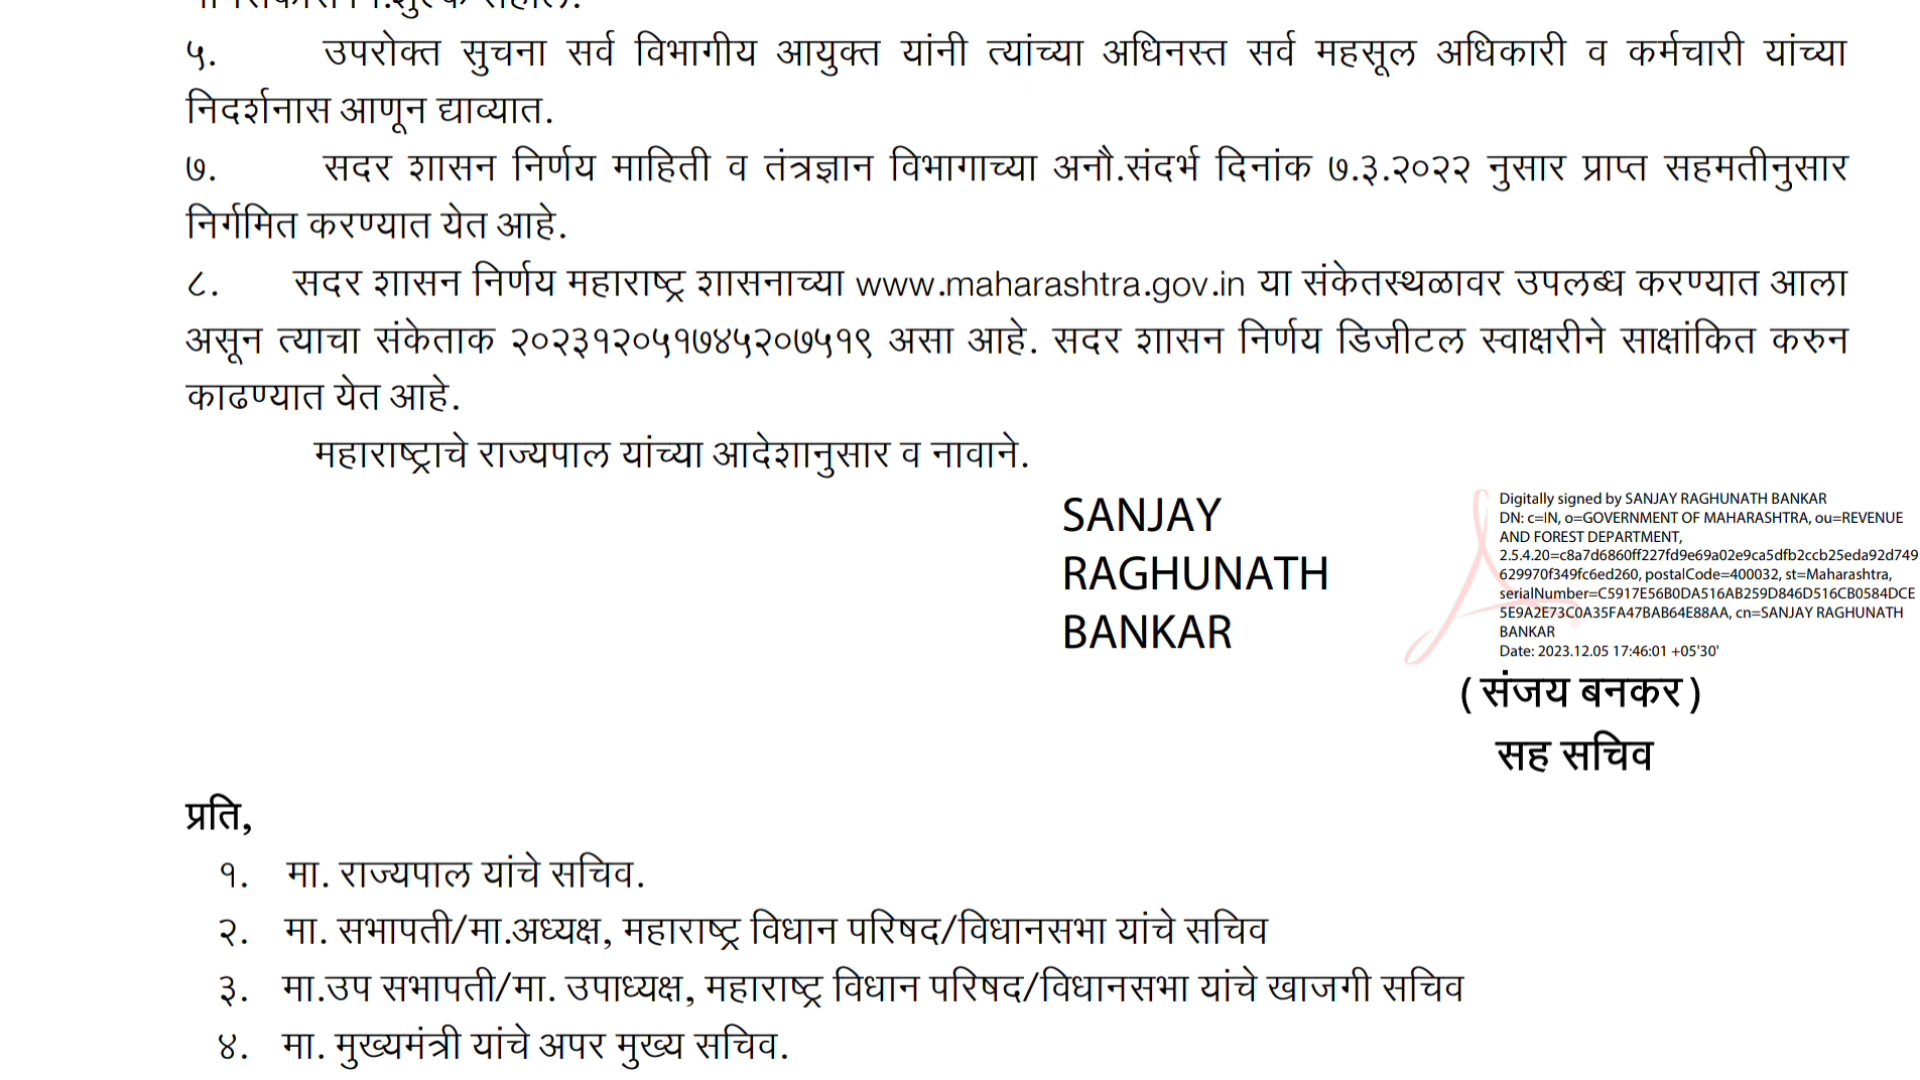 ५. उपरोक्त सुचना सर्व विभागीय आयुक्त यांनी त्यांच्या अधिनस्त सर्व महसूल अधिकारी व कर्मचारी यांच्या
निदर्शनास आणून द्याव्यात.
७. सदर शासन निर्णय माहिती व तंत्रज्ञान विभागाच्या अनौ.संदर्भ दिनांक ७.३.२०२२ नुसार प्राप्त सहमतीनुसार
निर्गमित करण्यात येत आहे.
८. सदर शासन निर्णय महाराष्ट्र शासनाच्या www.maharashtra.gov.in या संकेतस्थळावर उपलब्ध करण्यात आला
असून त्याचा संकेताक २०२३१२०५१७४५२०७५१९ असा आहे. सदर शासन निर्णय डिजीटल स्वाक्षरीने साक्षांकित करुन
काढण्यात येत आहे.
महाराष्ट्राचे राज्यपाल यांच्या आदेशानुसार व नावाने.
SANJAY
RAGHUNATH
BANKAR
Digitally signed by SANJAY RAGHUNATH BANKAR
DN: c=IN, o=GOVERNMENT OF MAHARASHTRA, ou=REVENUE
AND FOREST DEPARTMENT,
2.5.4.20=c8a7d6860ff227fd9e69a02e9ca5dfb2ccb25eda92d749
629970f349fc6ed260, postalCode=400032, st=Maharashtra,
serialNumber=C5917E56B0DA516AB259D846D516CB0584DCE
5E9A2E73C0A35FA47BAB64E88AA, cn=SANJAY RAGHUNATH
BANKAR
Date: 2023.12.05 17:46:01 +05'30'
( संजय बनकर )
सह सचिव
प्रति,
१. मा. राज्यपाल यांचे सचिव.
२. मा. सभापती/मा.अध्यक्ष, महाराष्ट्र विधान परिषद/विधानसभा यांचे सचिव
३. मा.उप सभापती/मा. उपाध्यक्ष, महाराष्ट्र विधान परिषद/विधानसभा यांचे खाजगी सचिव
४. मा. मुख्यमंत्री यांचे अपर मुख्य सचिव.